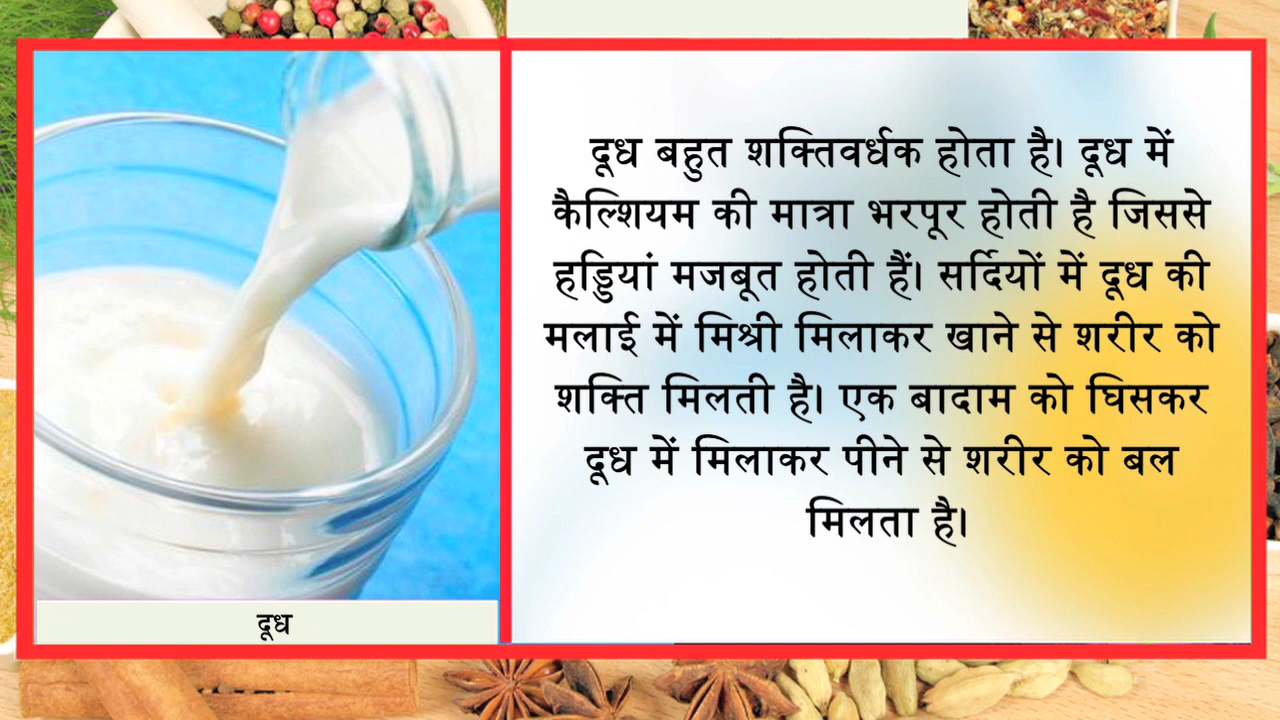 दूध बहुत शक्तिवर्धक होता है। दूध में
कैल्शियम की मात्रा भरपूर होती है जिससे
हड्डियां मजबूत होती हैं। सर्दियों में दूध की
मलाई में मिश्री मिलाकर खाने से शरीर को
शक्ति मिलती है। एक बादाम को घिसकर
दूध में मिलाकर पीने से शरीर को बल
मिलता है।
दूध